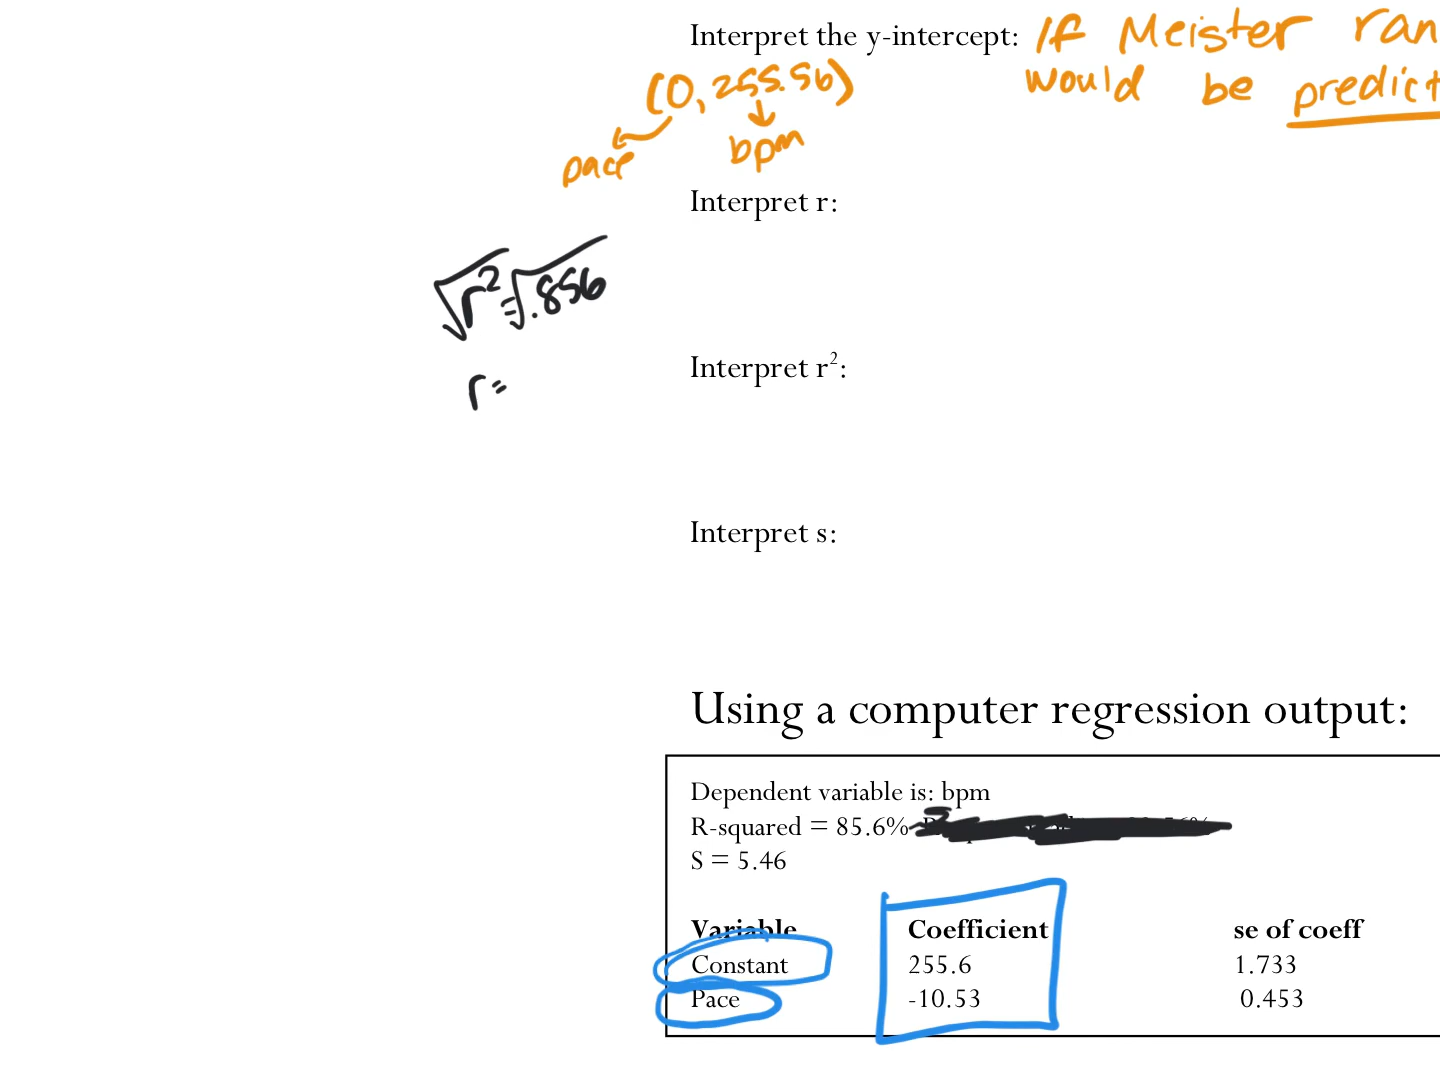 Interpret the y-intercept: If Meister ran
would be predict
(0, 255.56)
pace
bpm
Interpret r:
√r² = √.856
r =
Interpret r²:
Interpret s:
Using a computer regression output:
Dependent variable is: bpm
R-squared = 85.6%
S = 5.46
Variable Coefficient se of coeff
Constant 255.6 1.733
Pace -10.53 0.453